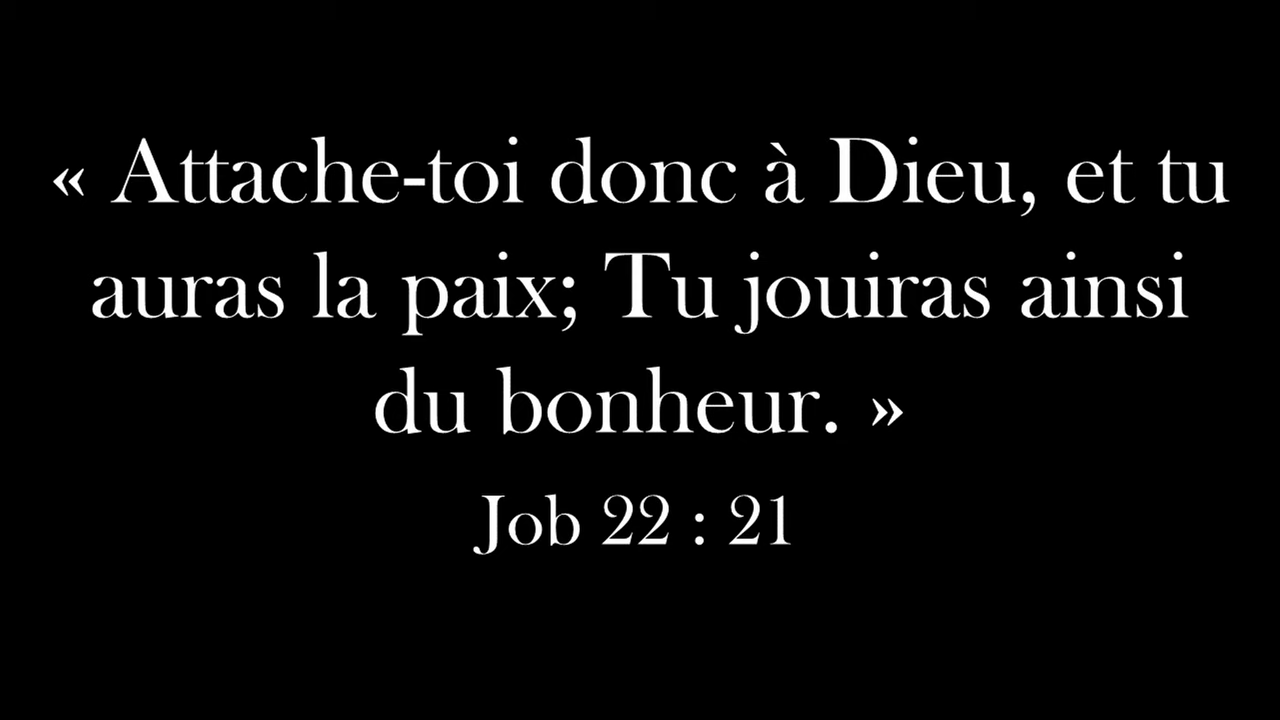 « Attache-toi donc à Dieu, et tu
auras la paix; Tu jouiras ainsi
du bonheur. »
Job 22 : 21